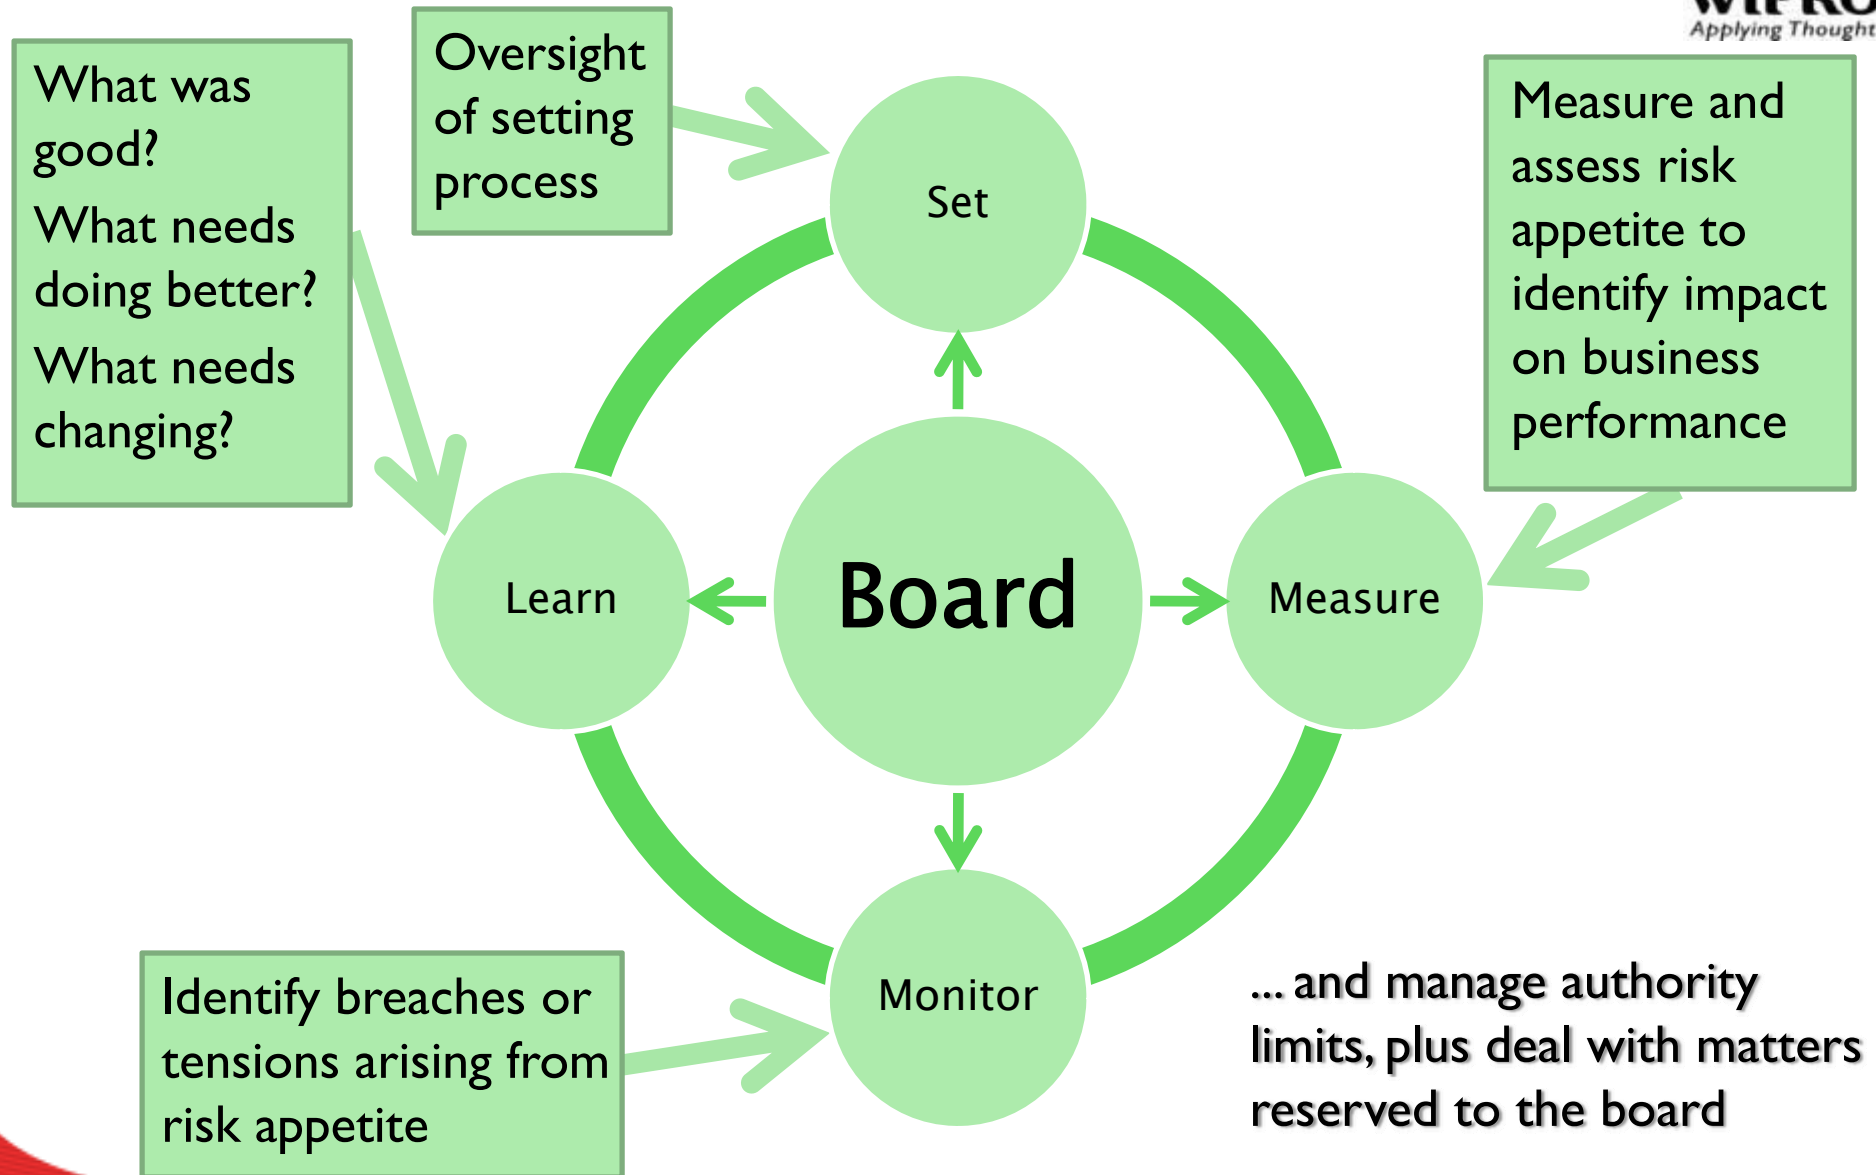 WIPRO
Applying Thought
What was
good?
What needs
doing better?
What needs
changing?
Oversight
of setting
process
Measure and
assess risk
appetite to
identify impact
on business
performance
Set
Learn
Board
Measure
Monitor
Identify breaches or
tensions arising from
risk appetite
... and manage authority
limits, plus deal with matters
reserved to the board